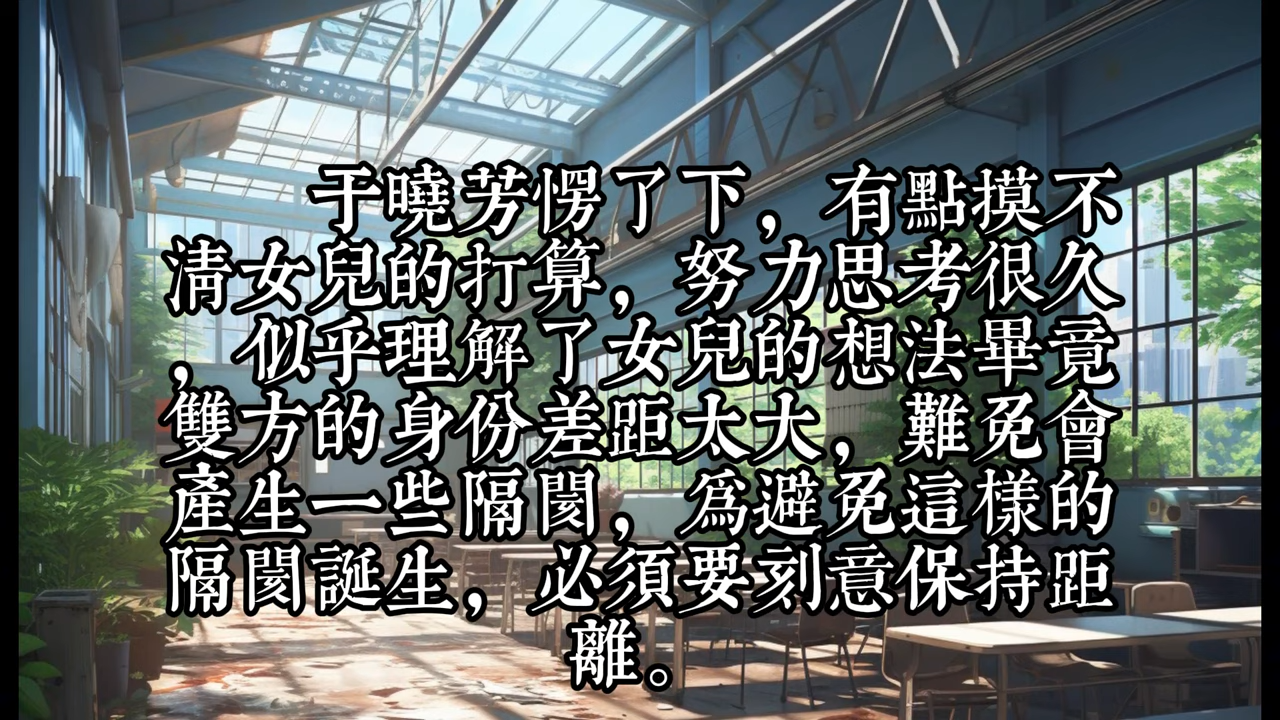 于曉芳愣了下，有點摸不
清女兒的打算，努力思考很久
，似乎理解了女兒的想法畢竟
雙方的身份差距太大，難免會
產生一些隔閡，爲避免這樣的
隔閡誕生，必須要刻意保持距
離。